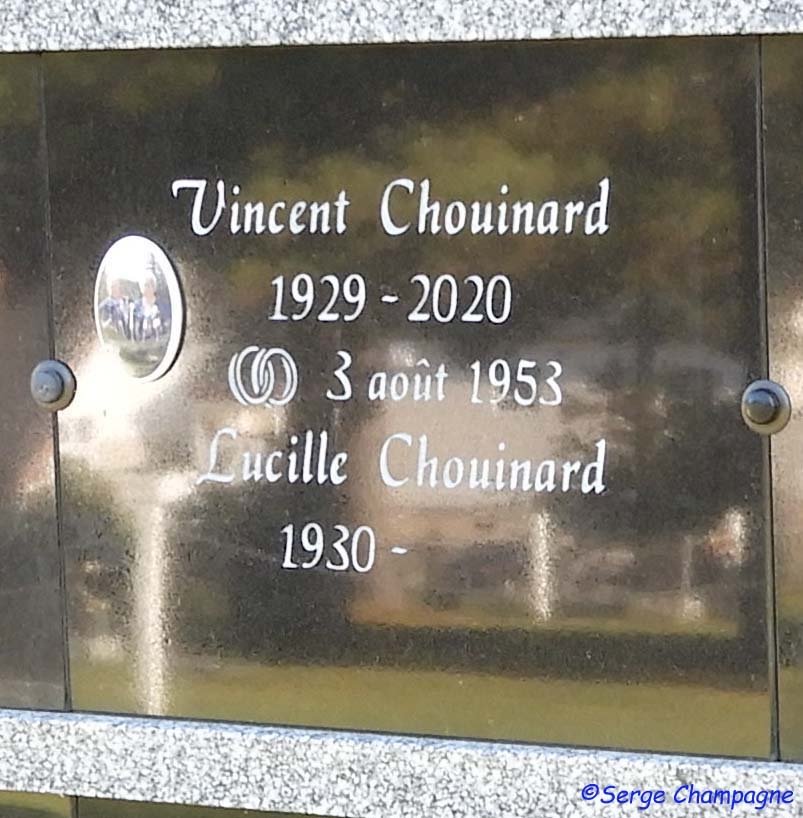 Vincent Chouinard
1929 - 2020
3 août 1953
Lucille Chouinard
1930 -
©Serge Champagne